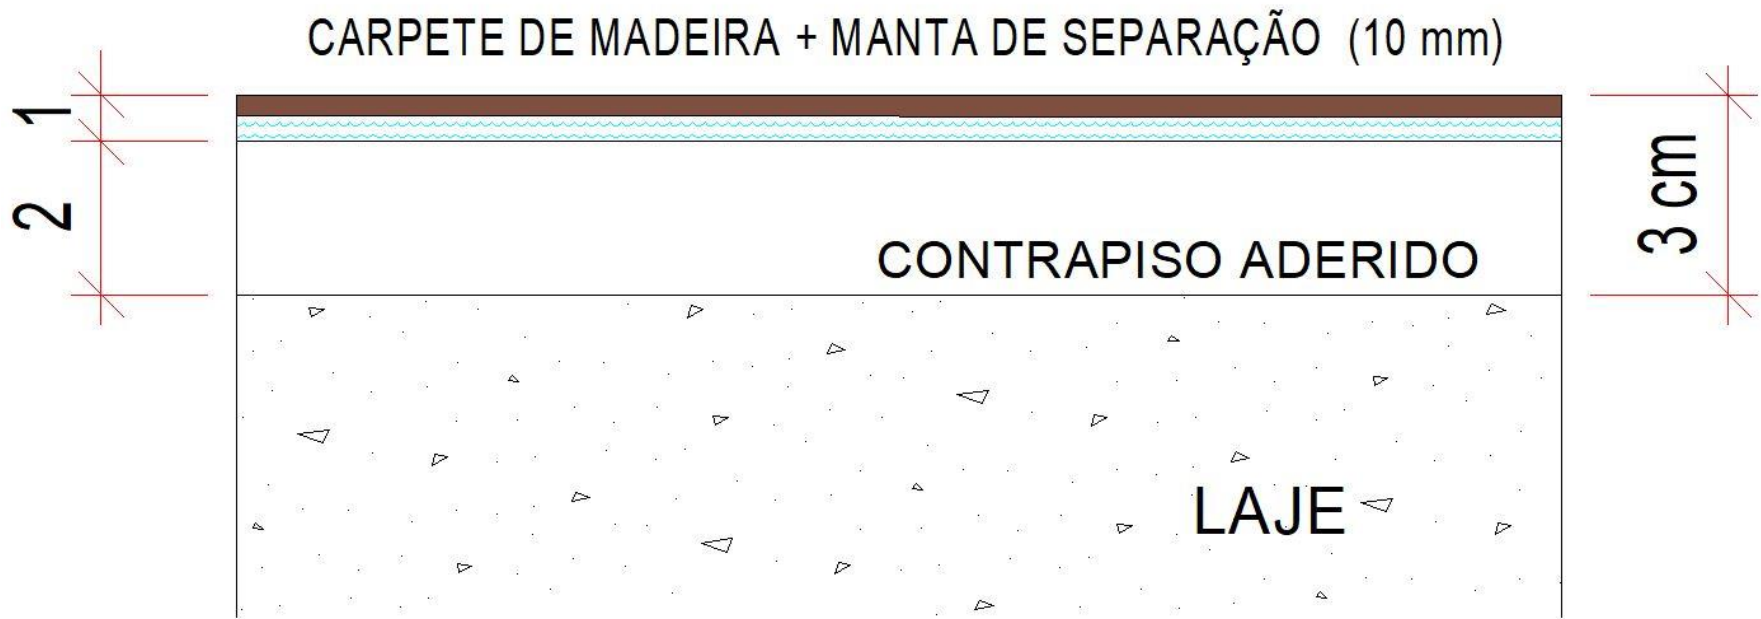 CARPETE DE MADEIRA + MANTA DE SEPARAÇÃO (10 mm)
1
2
3 cm
CONTRAPISO ADERIDO
LAJE